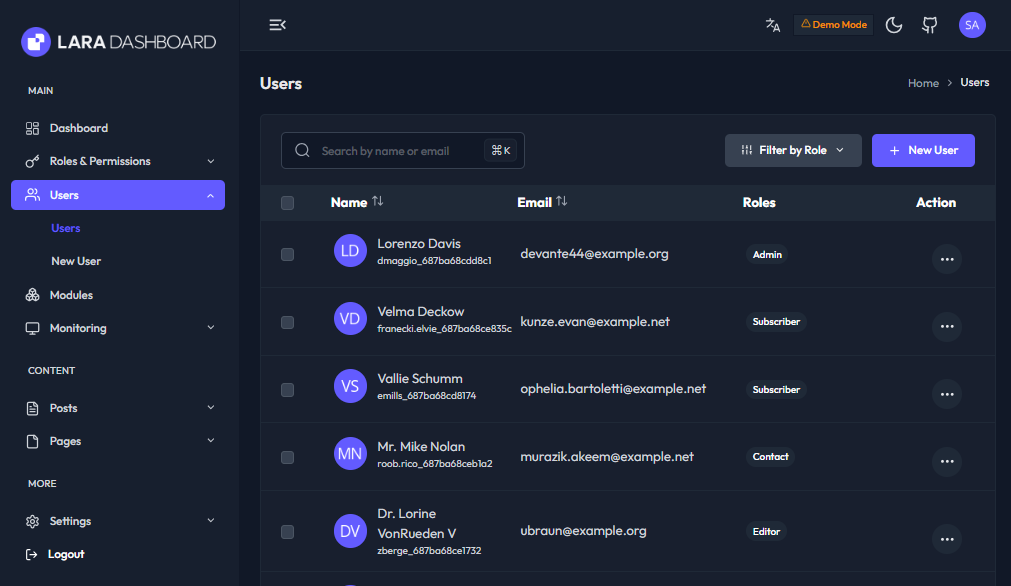 LARA DASHBOARD
Demo Mode
SA
MAIN
Dashboard
Roles & Permissions
Users
Users
New User
Modules
Monitoring
CONTENT
Posts
Pages
MORE
Settings
Logout
Users
Home > Users
Search by name or email ⌘K
Filter by Role
+ New User
Name Email Roles Action
LD Lorenzo Davis
dmaggio_687ba68cdd8c1
devante44@example.org Admin
VD Velma Deckow
franecki.elvie_687ba68ce835c
kunze.evan@example.net Subscriber
VS Vallie Schumm
emills_687ba68cd8174
ophelia.bartoletti@example.net Subscriber
MN Mr. Mike Nolan
roob.rico_687ba68ceb1a2
murazik.akeem@example.net Contact
DV Dr. Lorine
VonRueden V
zberge_687ba68ce1732
ubraun@example.org Editor